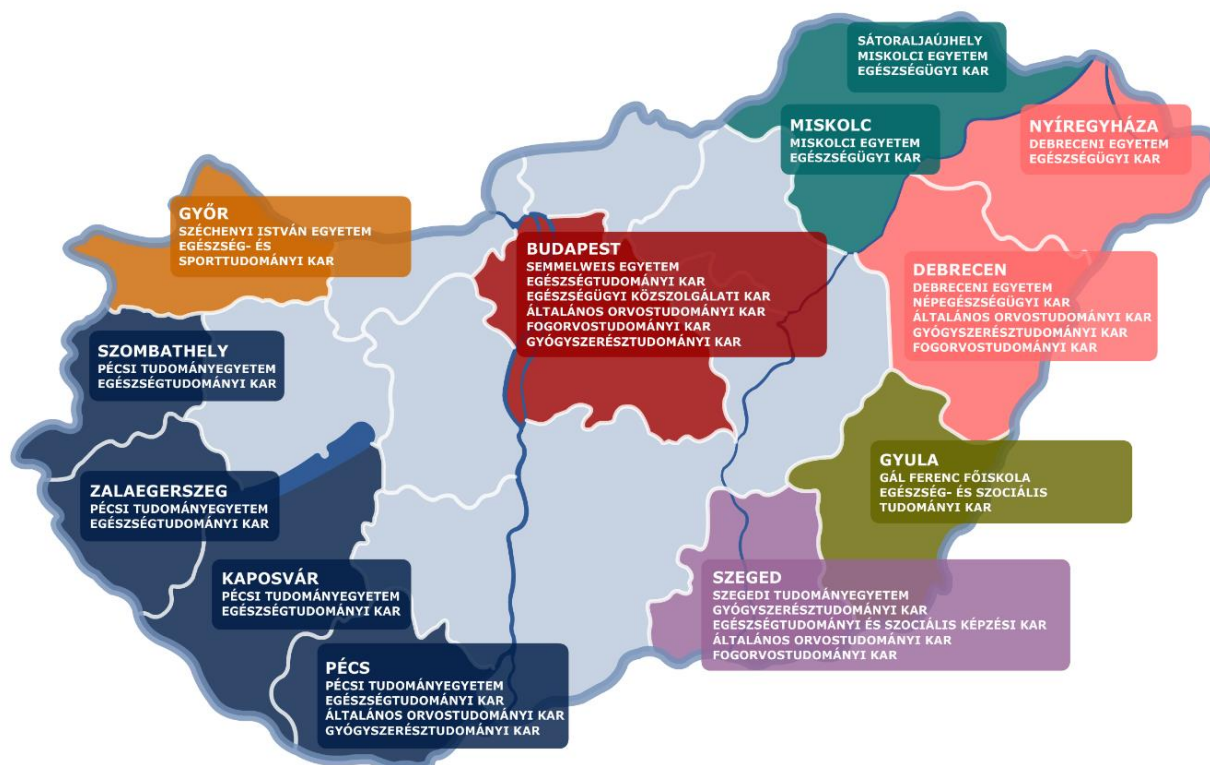 SÁTORALJAÚJHELY
MISKOLCI EGYETEM
EGÉSZSÉGÜGYI KAR
MISKOLC
MISKOLCI EGYETEM
EGÉSZSÉGÜGYI KAR
NYÍREGYHÁZA
DEBRECENI EGYETEM
EGÉSZSÉGÜGYI KAR
GYŐR
SZÉCHENYI ISTVÁN EGYETEM
EGÉSZSÉG- ÉS
SPORTTUDOMÁNYI KAR
BUDAPEST
SEMMELWEIS EGYETEM
EGÉSZSÉGTUDOMÁNYI KAR
EGÉSZSÉGÜGYI KÖZSZOLGÁLATI KAR
ÁLTALÁNOS ORVOSTUDOMÁNYI KAR
FOGORVOSTUDOMÁNYI KAR
GYÓGYSZERÉSZTUDOMÁNYI KAR
DEBRECEN
DEBRECENI EGYETEM
NÉPEGÉSZSÉGÜGYI KAR
ÁLTALÁNOS ORVOSTUDOMÁNYI KAR
GYÓGYSZERÉSZTUDOMÁNYI KAR
FOGORVOSTUDOMÁNYI KAR
SZOMBATHELY
PÉCSI TUDOMÁNYEGYETEM
EGÉSZSÉGTUDOMÁNYI KAR
ZALAEGERSZEG
PÉCSI TUDOMÁNYEGYETEM
EGÉSZSÉGTUDOMÁNYI KAR
GYULA
GÁL FERENC FŐISKOLA
EGÉSZSÉG- ÉS SZOCIÁLIS
TUDOMÁNYI KAR
KAPOSVÁR
PÉCSI TUDOMÁNYEGYETEM
EGÉSZSÉGTUDOMÁNYI KAR
SZEGED
SZEGEDI TUDOMÁNYEGYETEM
GYÓGYSZERÉSZTUDOMÁNYI KAR
EGÉSZSÉGTUDOMÁNYI ÉS SZOCIÁLIS KÉPZÉSI KAR
ÁLTALÁNOS ORVOSTUDOMÁNYI KAR
FOGORVOSTUDOMÁNYI KAR
PÉCS
PÉCSI TUDOMÁNYEGYETEM
EGÉSZSÉGTUDOMÁNYI KAR
ÁLTALÁNOS ORVOSTUDOMÁNYI KAR
GYÓGYSZERÉSZTUDOMÁNYI KAR